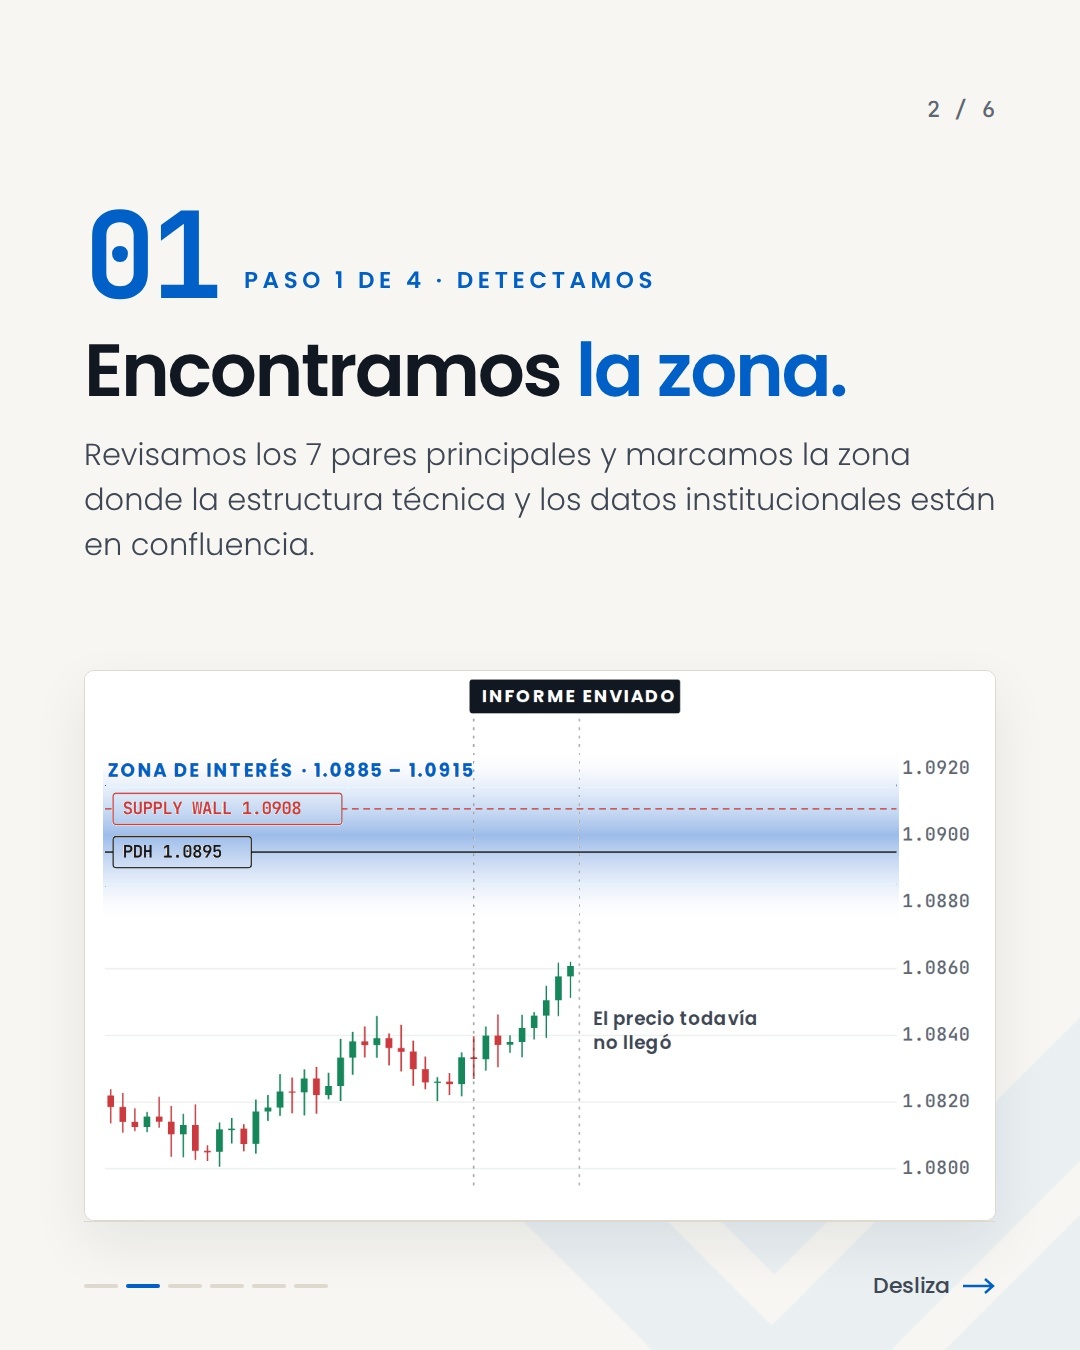 2 / 6
01
PASO 1 DE 4 · DETECTAMOS
Encontramos la zona.
Revisamos los 7 pares principales y marcamos la zona
donde la estructura técnica y los datos institucionales están
en confluencia.
INFORME ENVIADO
ZONA DE INTERÉS · 1.0885 – 1.0915
SUPPLY WALL 1.0908
PDH 1.0895
1.0920
1.0900
1.0880
1.0860
1.0840
1.0820
1.0800
El precio todavía
no llegó
Desliza →